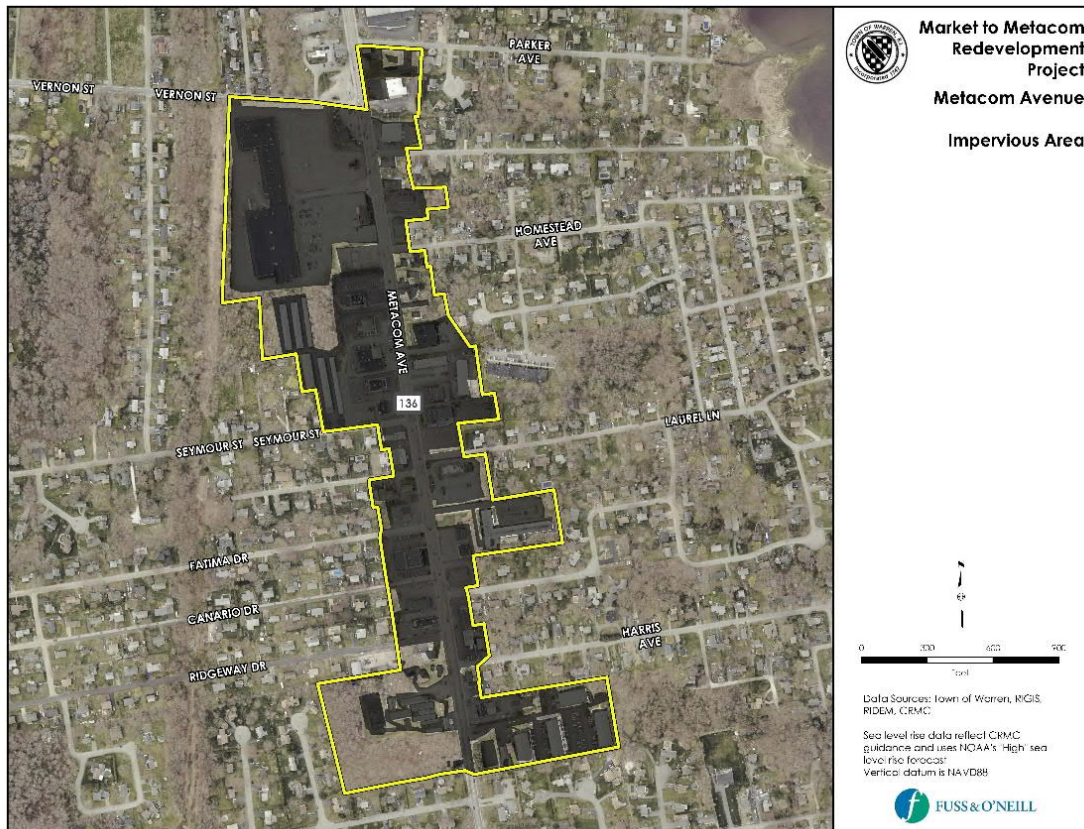 Market to Metacom
Redevelopment
Project
Metacom Avenue
Impervious Area
TOWN OF WARREN, R.I.
PARKER
AVE
VERNON ST
VERNON ST
HOMESTEAD
AVE
METACOM AVE
136
LAUREL LN
SEYMOUR ST
SEYMOUR ST
FATIMA DR
CANARIO DR
HARRIS
AVE
RIDGEWAY DR
0 300 600 900
Feet
Data Sources: Town of Warren, RIGIS,
RIDEM, CRMC
Sea level rise data reflect CRMC
guidance and uses NOAA's "High" sea
level rise forecast
Vertical datum is NAVD88
f FUSS & O'NEILL